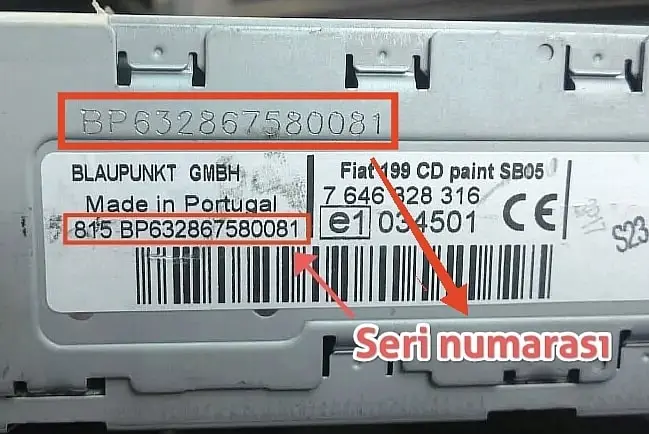 BP632867580081
BLAUPUNKT GMBH
Made in Portugal
815 BP632867580081
Fiat 199 CD paint SB05
7 646 328 316
e1 034501 CE
S23
Seri numarası